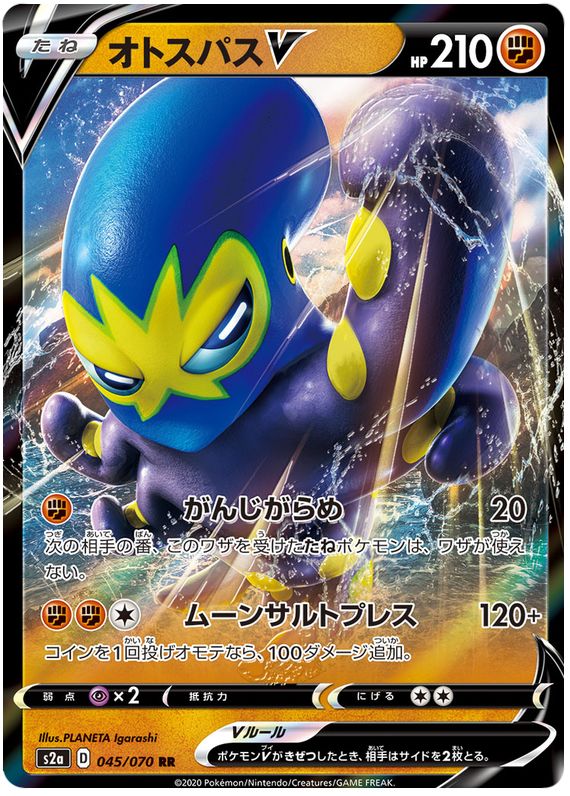 たね オトスパスV HP 210
がんじがらめ 20
次の相手の番、このワザを受けたたねポケモンは、ワザが使え
ない。
ムーンサルトプレス 120+
コインを1回投げオモテなら、100ダメージ追加。
弱点 ×2 抵抗力 にげる
Illus.PLANETA Igarashi
Vルール
s2a D 045/070 RR
ポケモンVがきぜつしたとき、相手はサイドを2枚とる。
©2020 Pokémon/Nintendo/Creatures/GAME FREAK.